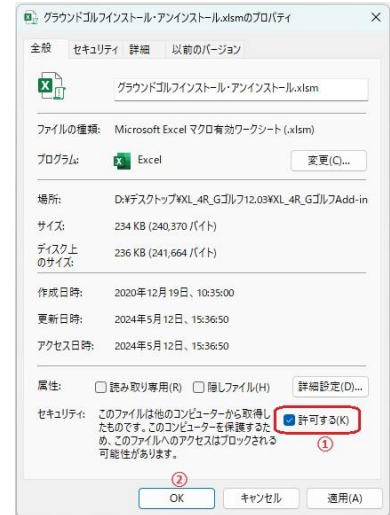 グラウンドゴルフインストール・アンインストール.xlsmのプロパティ
全般 セキュリティ 詳細 以前のバージョン
グラウンドゴルフインストール・アンインストール.xlsm
ファイルの種類: Microsoft Excel マクロ有効ワークシート (.xlsm)
プログラム: Excel 変更(C)...
場所: D:¥デスクトップ¥XL_4R_Gゴルフ12.03¥XL_4R_GゴルフAdd-in
サイズ: 234 KB (240,370 バイト)
ディスク上
のサイズ: 236 KB (241,664 バイト)
作成日時: 2020年12月19日、10:35:00
更新日時: 2024年5月12日、15:36:50
アクセス日時: 2024年5月12日、15:36:50
属性: 読み取り専用(R) 隠しファイル(H) 詳細設定(D)...
セキュリティ: このファイルは他のコンピューターから取得し
たものです。このコンピューターを保護するた
め、このファイルへのアクセスはブロックされる
可能性があります。
許可する(K)
①
②
OK キャンセル 適用(A)